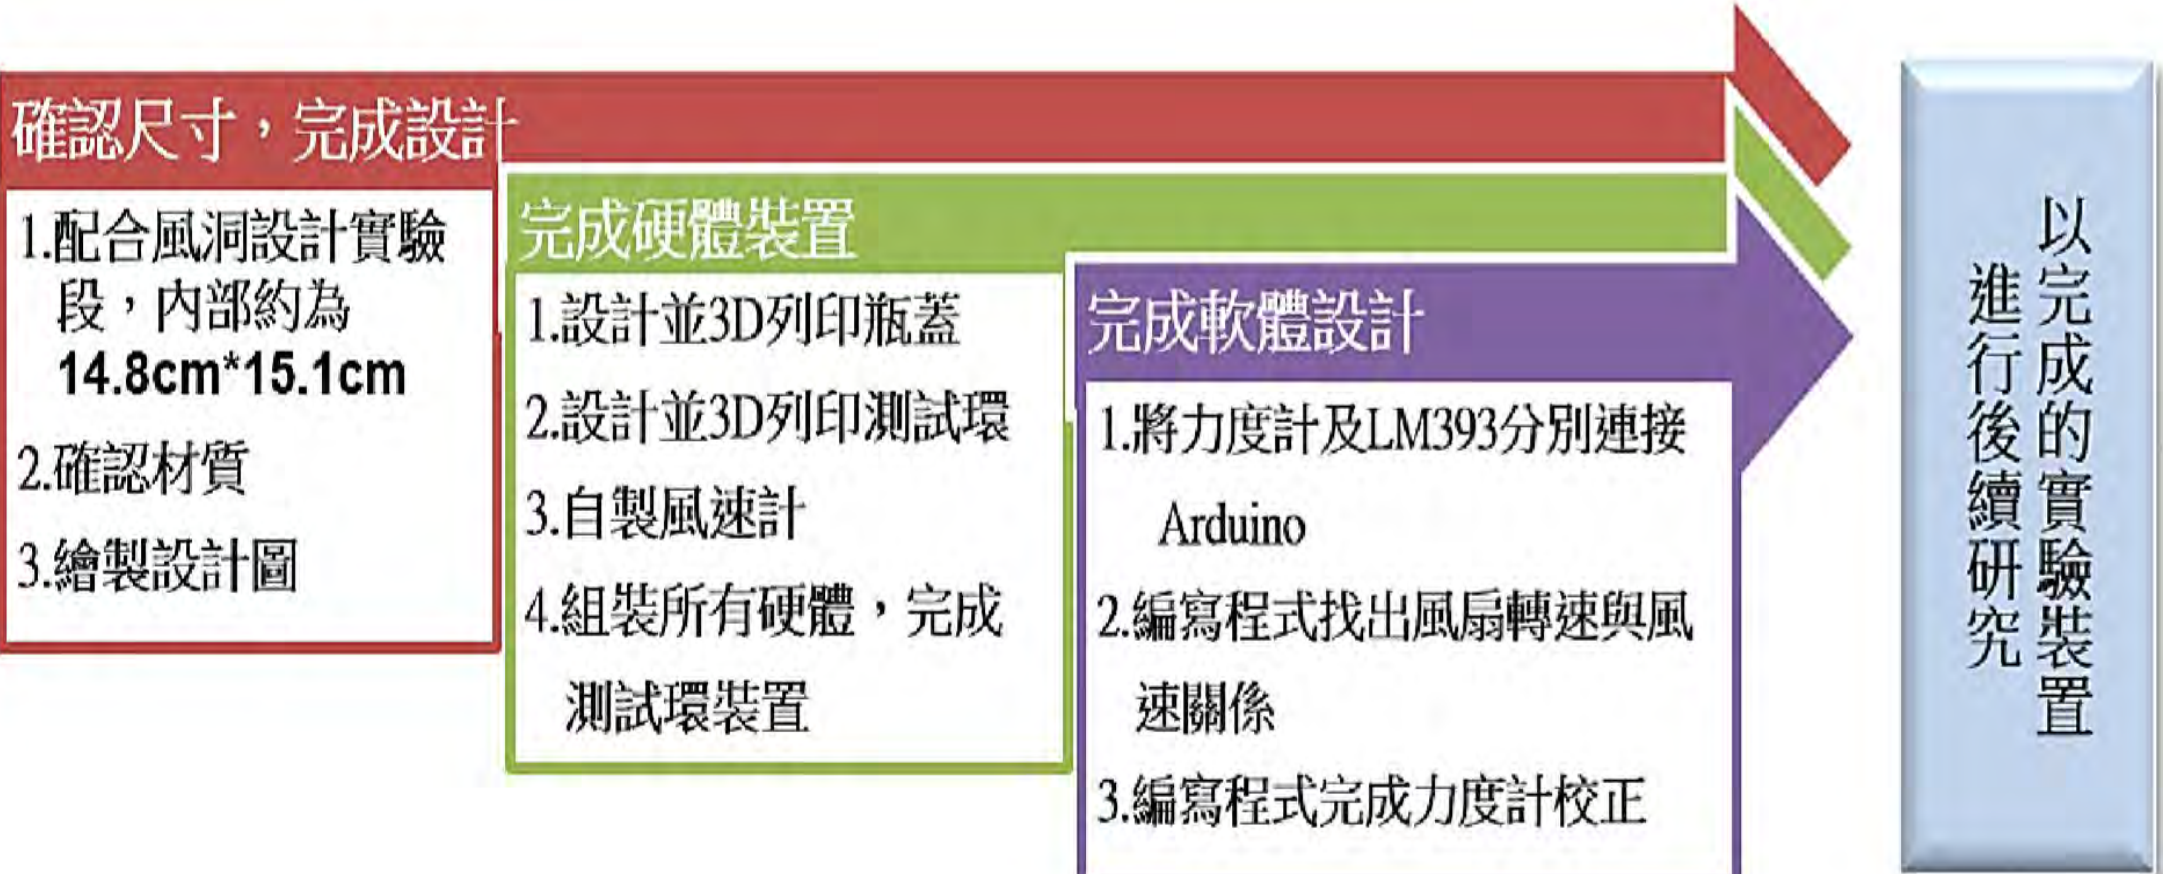 確認尺寸，完成設計
1.配合風洞設計實驗
段，內部約為
14.8cm*15.1cm
2.確認材質
3.繪製設計圖
完成硬體裝置
1.設計並3D列印瓶蓋
2.設計並3D列印測試環
3.自製風速計
4.組裝所有硬體，完成
測試環裝置
完成軟體設計
1.將力度計及LM393分別連接
Arduino
2.編寫程式找出風扇轉速與風
速關係
3.編寫程式完成力度計校正
以完成的實驗裝置
進行後續研究